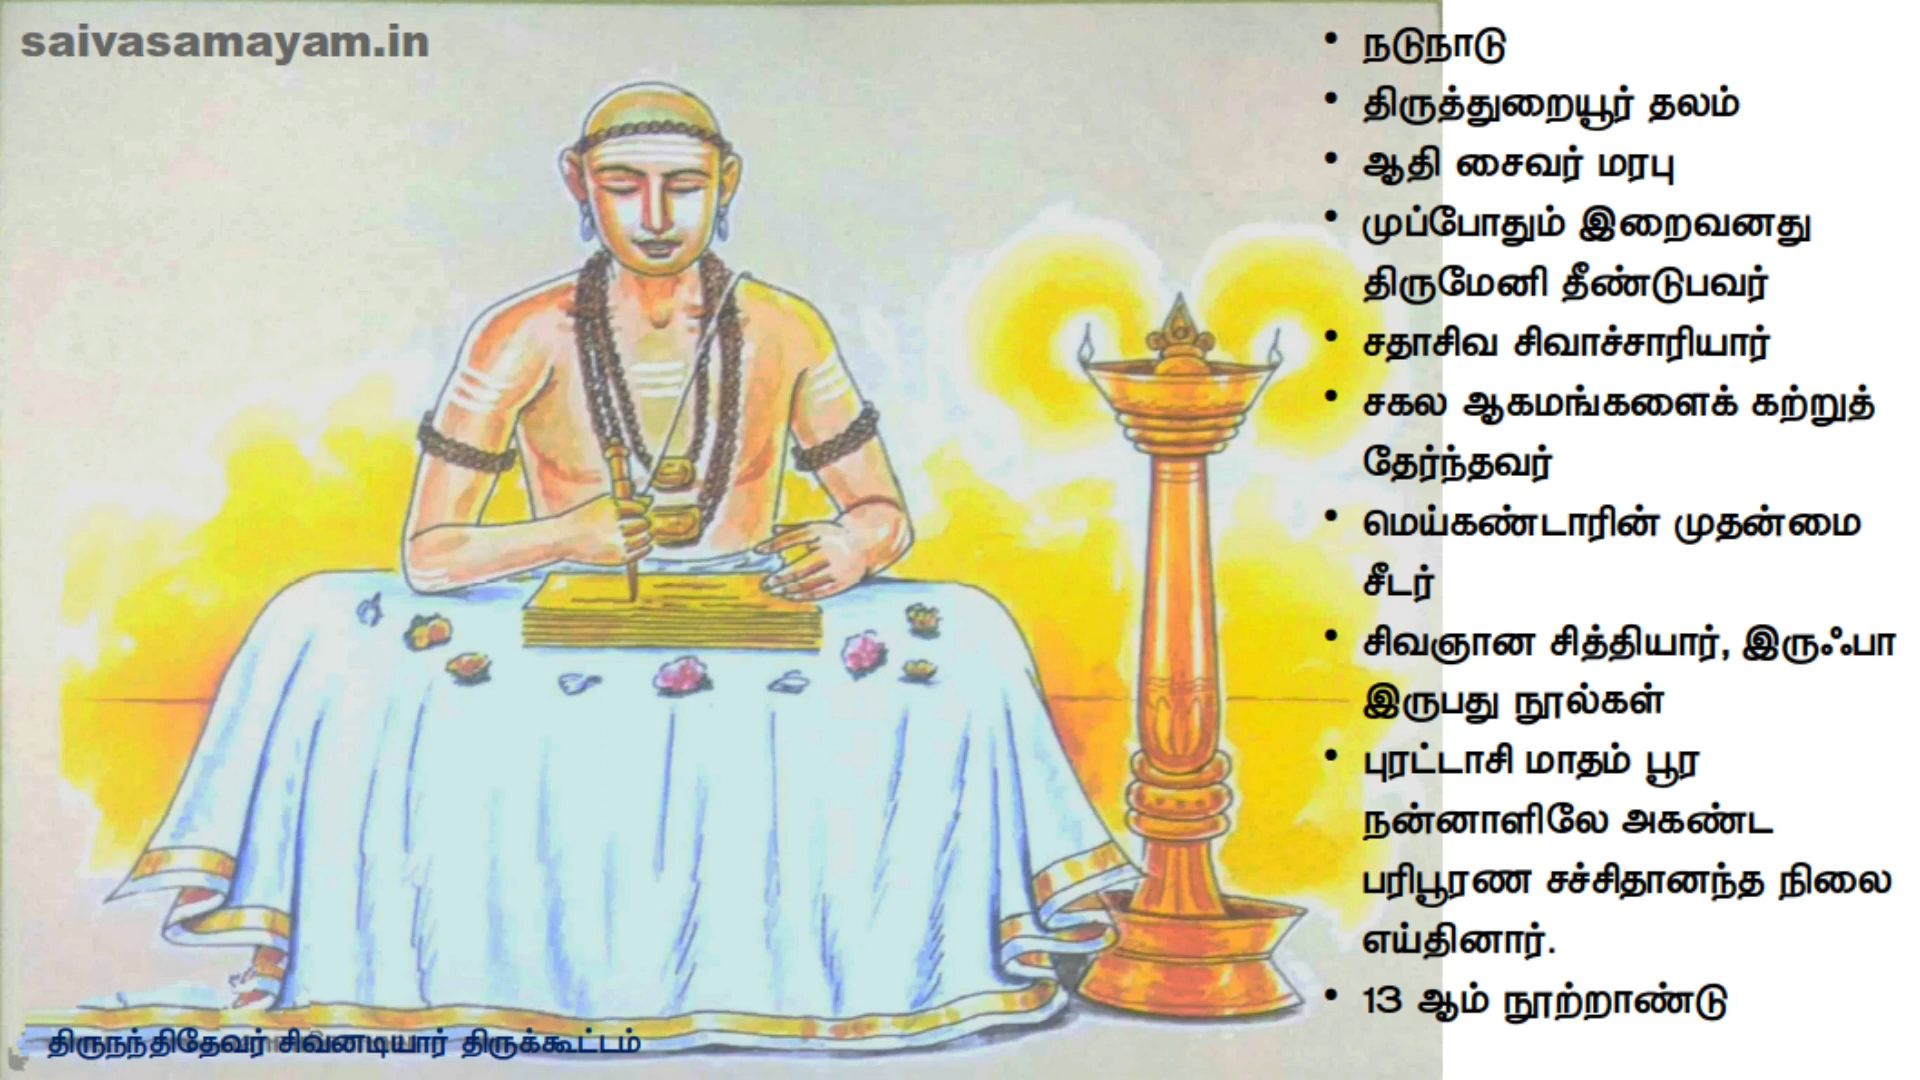 saivasamayam.in
• நடுநாடு
• திருத்துறையூர் தலம்
• ஆதி சைவர் மரபு
• முப்போதும் இறைவனது
திருமேனி தீண்டுபவர்
• சதாசிவ சிவாச்சாரியார்
• சகல ஆகமங்களைக் கற்றுத்
தேர்ந்தவர்
• மெய்கண்டாரின் முதன்மை
சீடர்
• சிவஞான சித்தியார், இருஃபா
இருபது நூல்கள்
• புரட்டாசி மாதம் பூர
நன்னாளிலே அகண்ட
பரிபூரண சச்சிதானந்த நிலை
எய்தினார்.
• 13 ஆம் நூற்றாண்டு
திருநந்திதேவர் சிவனடியார் திருக்கூட்டம்